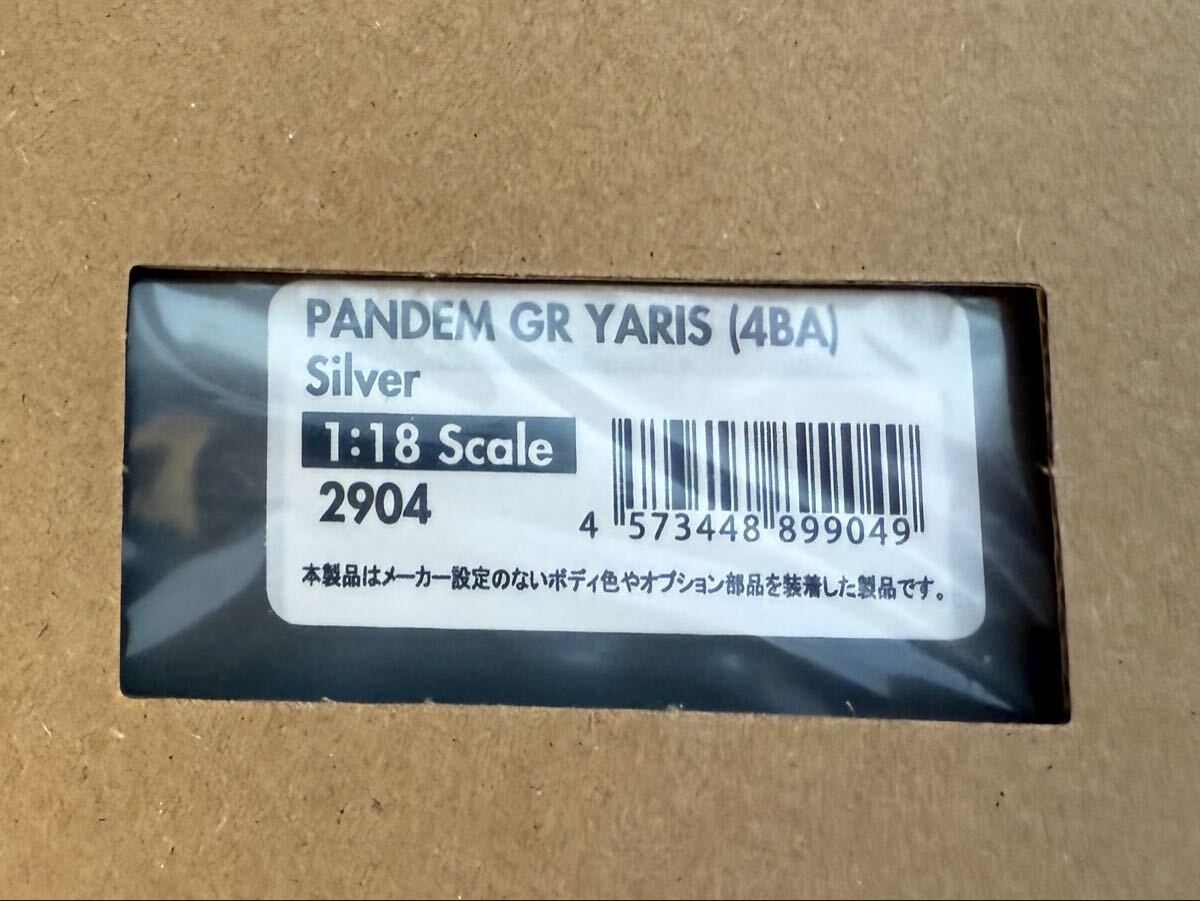 PANDEM GR YARIS (4BA)
Silver
1:18 Scale
2904
4 573448 899049
本製品はメーカー設定のないボディ色やオプション部品を装着した製品です。